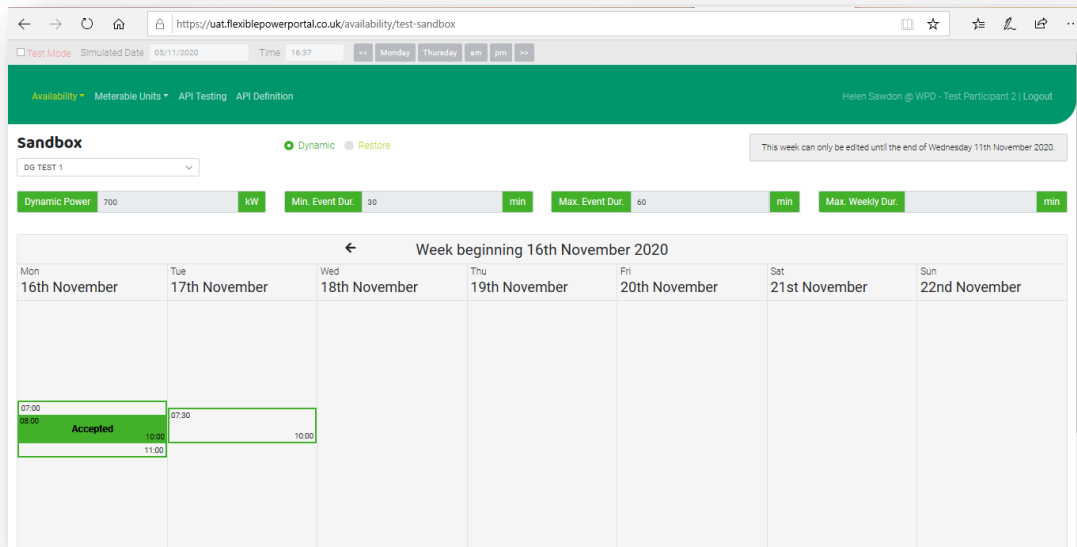 https://uat.flexiblepowerportal.co.uk/availability/test-sandbox
Test Mode Simulated Date 05/11/2020 Time 16:37 << Monday Thursday am pm >>
Availability Meterable Units API Testing API Definition Helen Sawdon @ WPD - Test Participant 2 | Logout
Sandbox
Dynamic Restore
This week can only be edited until the end of Wednesday 11th November 2020.
DG TEST 1
Dynamic Power 700 kW Min. Event Dur. 30 min Max. Event Dur. 60 min Max. Weekly Dur. min
Week beginning 16th November 2020
Mon Tue Wed Thu Fri Sat Sun
16th November 17th November 18th November 19th November 20th November 21st November 22nd November
07:00
08:00 07:30
Accepted
10:00 10:00
11:00